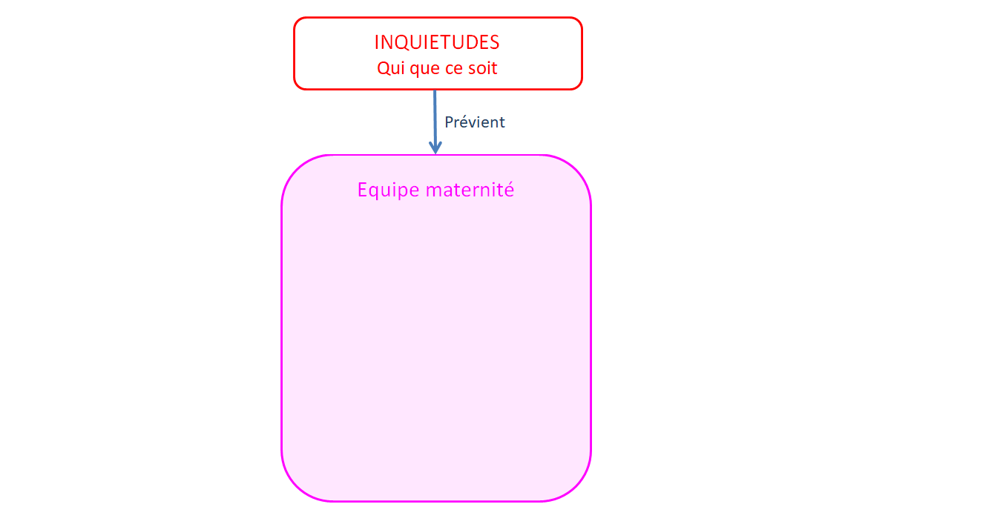 INQUIETUDES
Qui que ce soit
Prévient
Equipe maternité